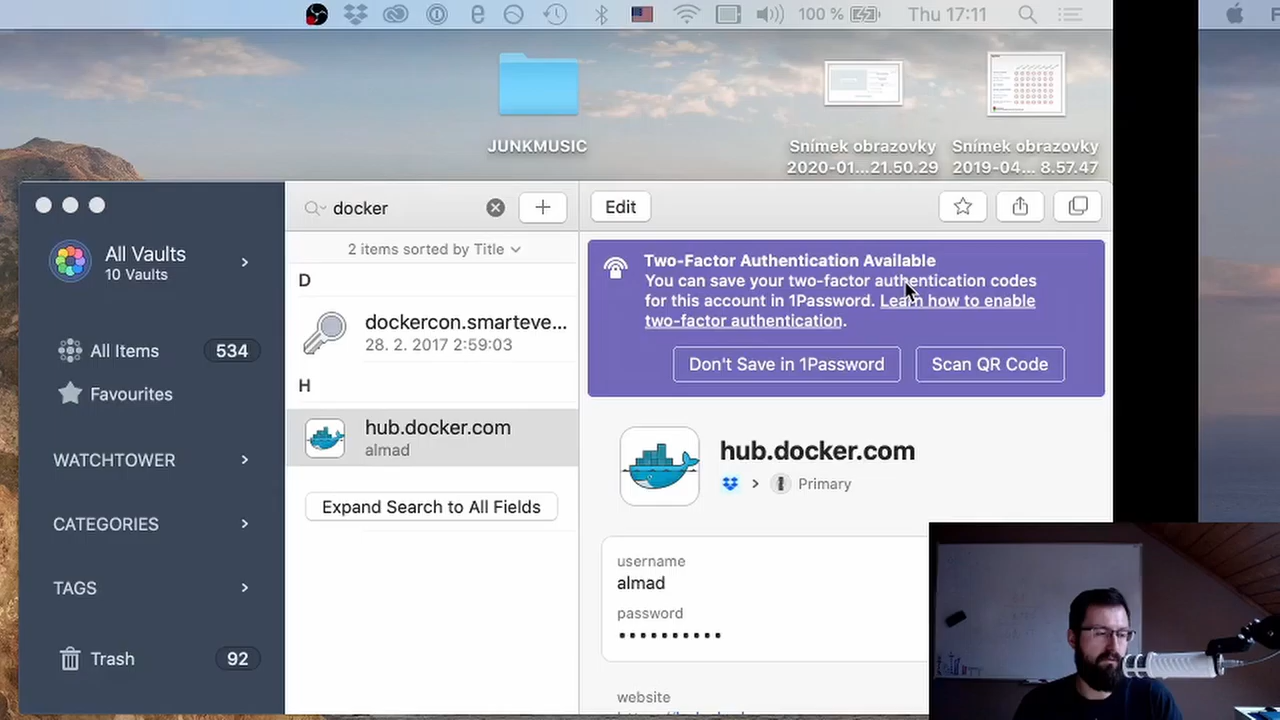 100 %
Thu 17:11
JUNKMUSIC
Snímek obrazovky
2020-01...21.50.29
Snímek obrazovky
2019-04... 8.57.47
All Vaults
10 Vaults
All Items
534
Favourites
WATCHTOWER
CATEGORIES
TAGS
Trash
92
docker
2 items sorted by Title
D
dockercon.smarteve...
28. 2. 2017 2:59:03
H
hub.docker.com
almad
Expand Search to All Fields
Edit
Two-Factor Authentication Available
You can save your two-factor authentication codes
for this account in 1Password. Learn how to enable
two-factor authentication.
Don't Save in 1Password
Scan QR Code
hub.docker.com
Primary
username
almad
password
website